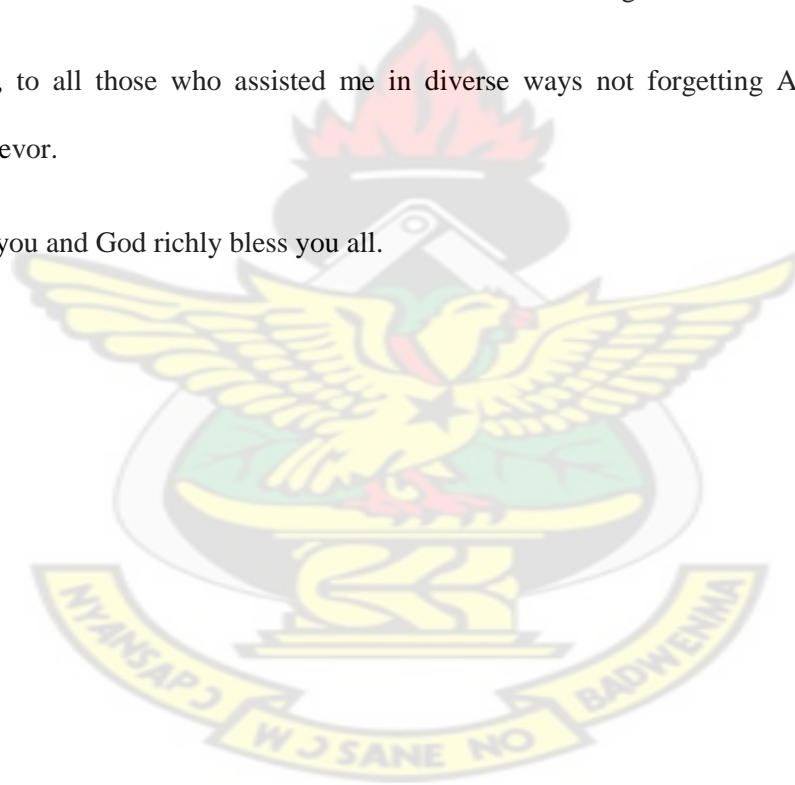 , to all those who assisted me in diverse ways not forgetting A
evor.
you and God richly bless you all.
NYANSAPƆ WƆSANE NO BADWENMA